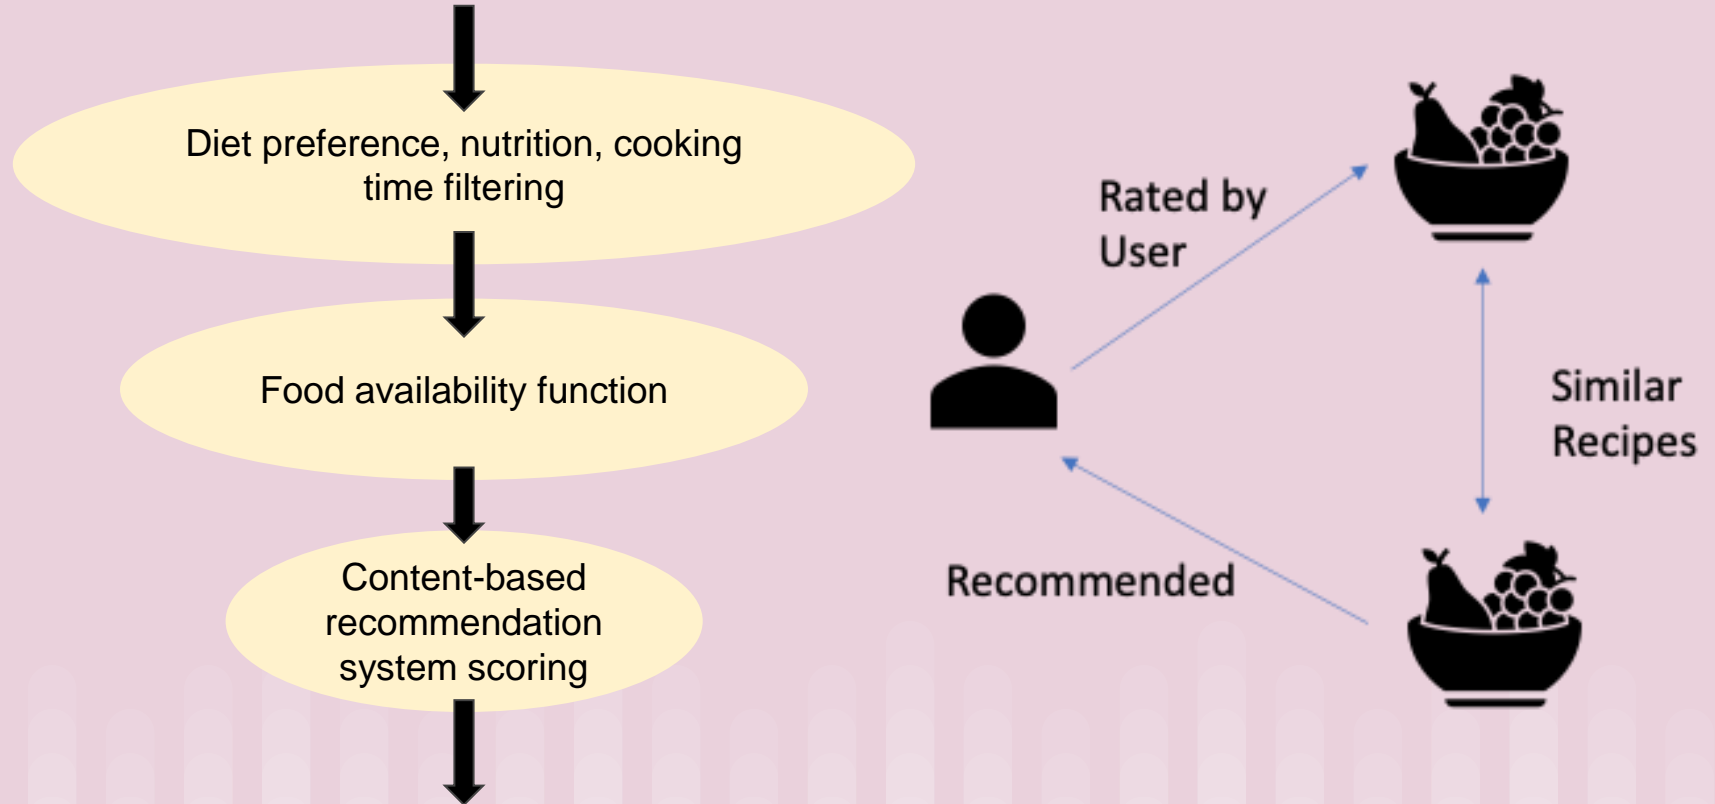 Diet preference, nutrition, cooking
time filtering
Food availability function
Content-based
recommendation
system scoring
Rated by
User
Similar
Recipes
Recommended